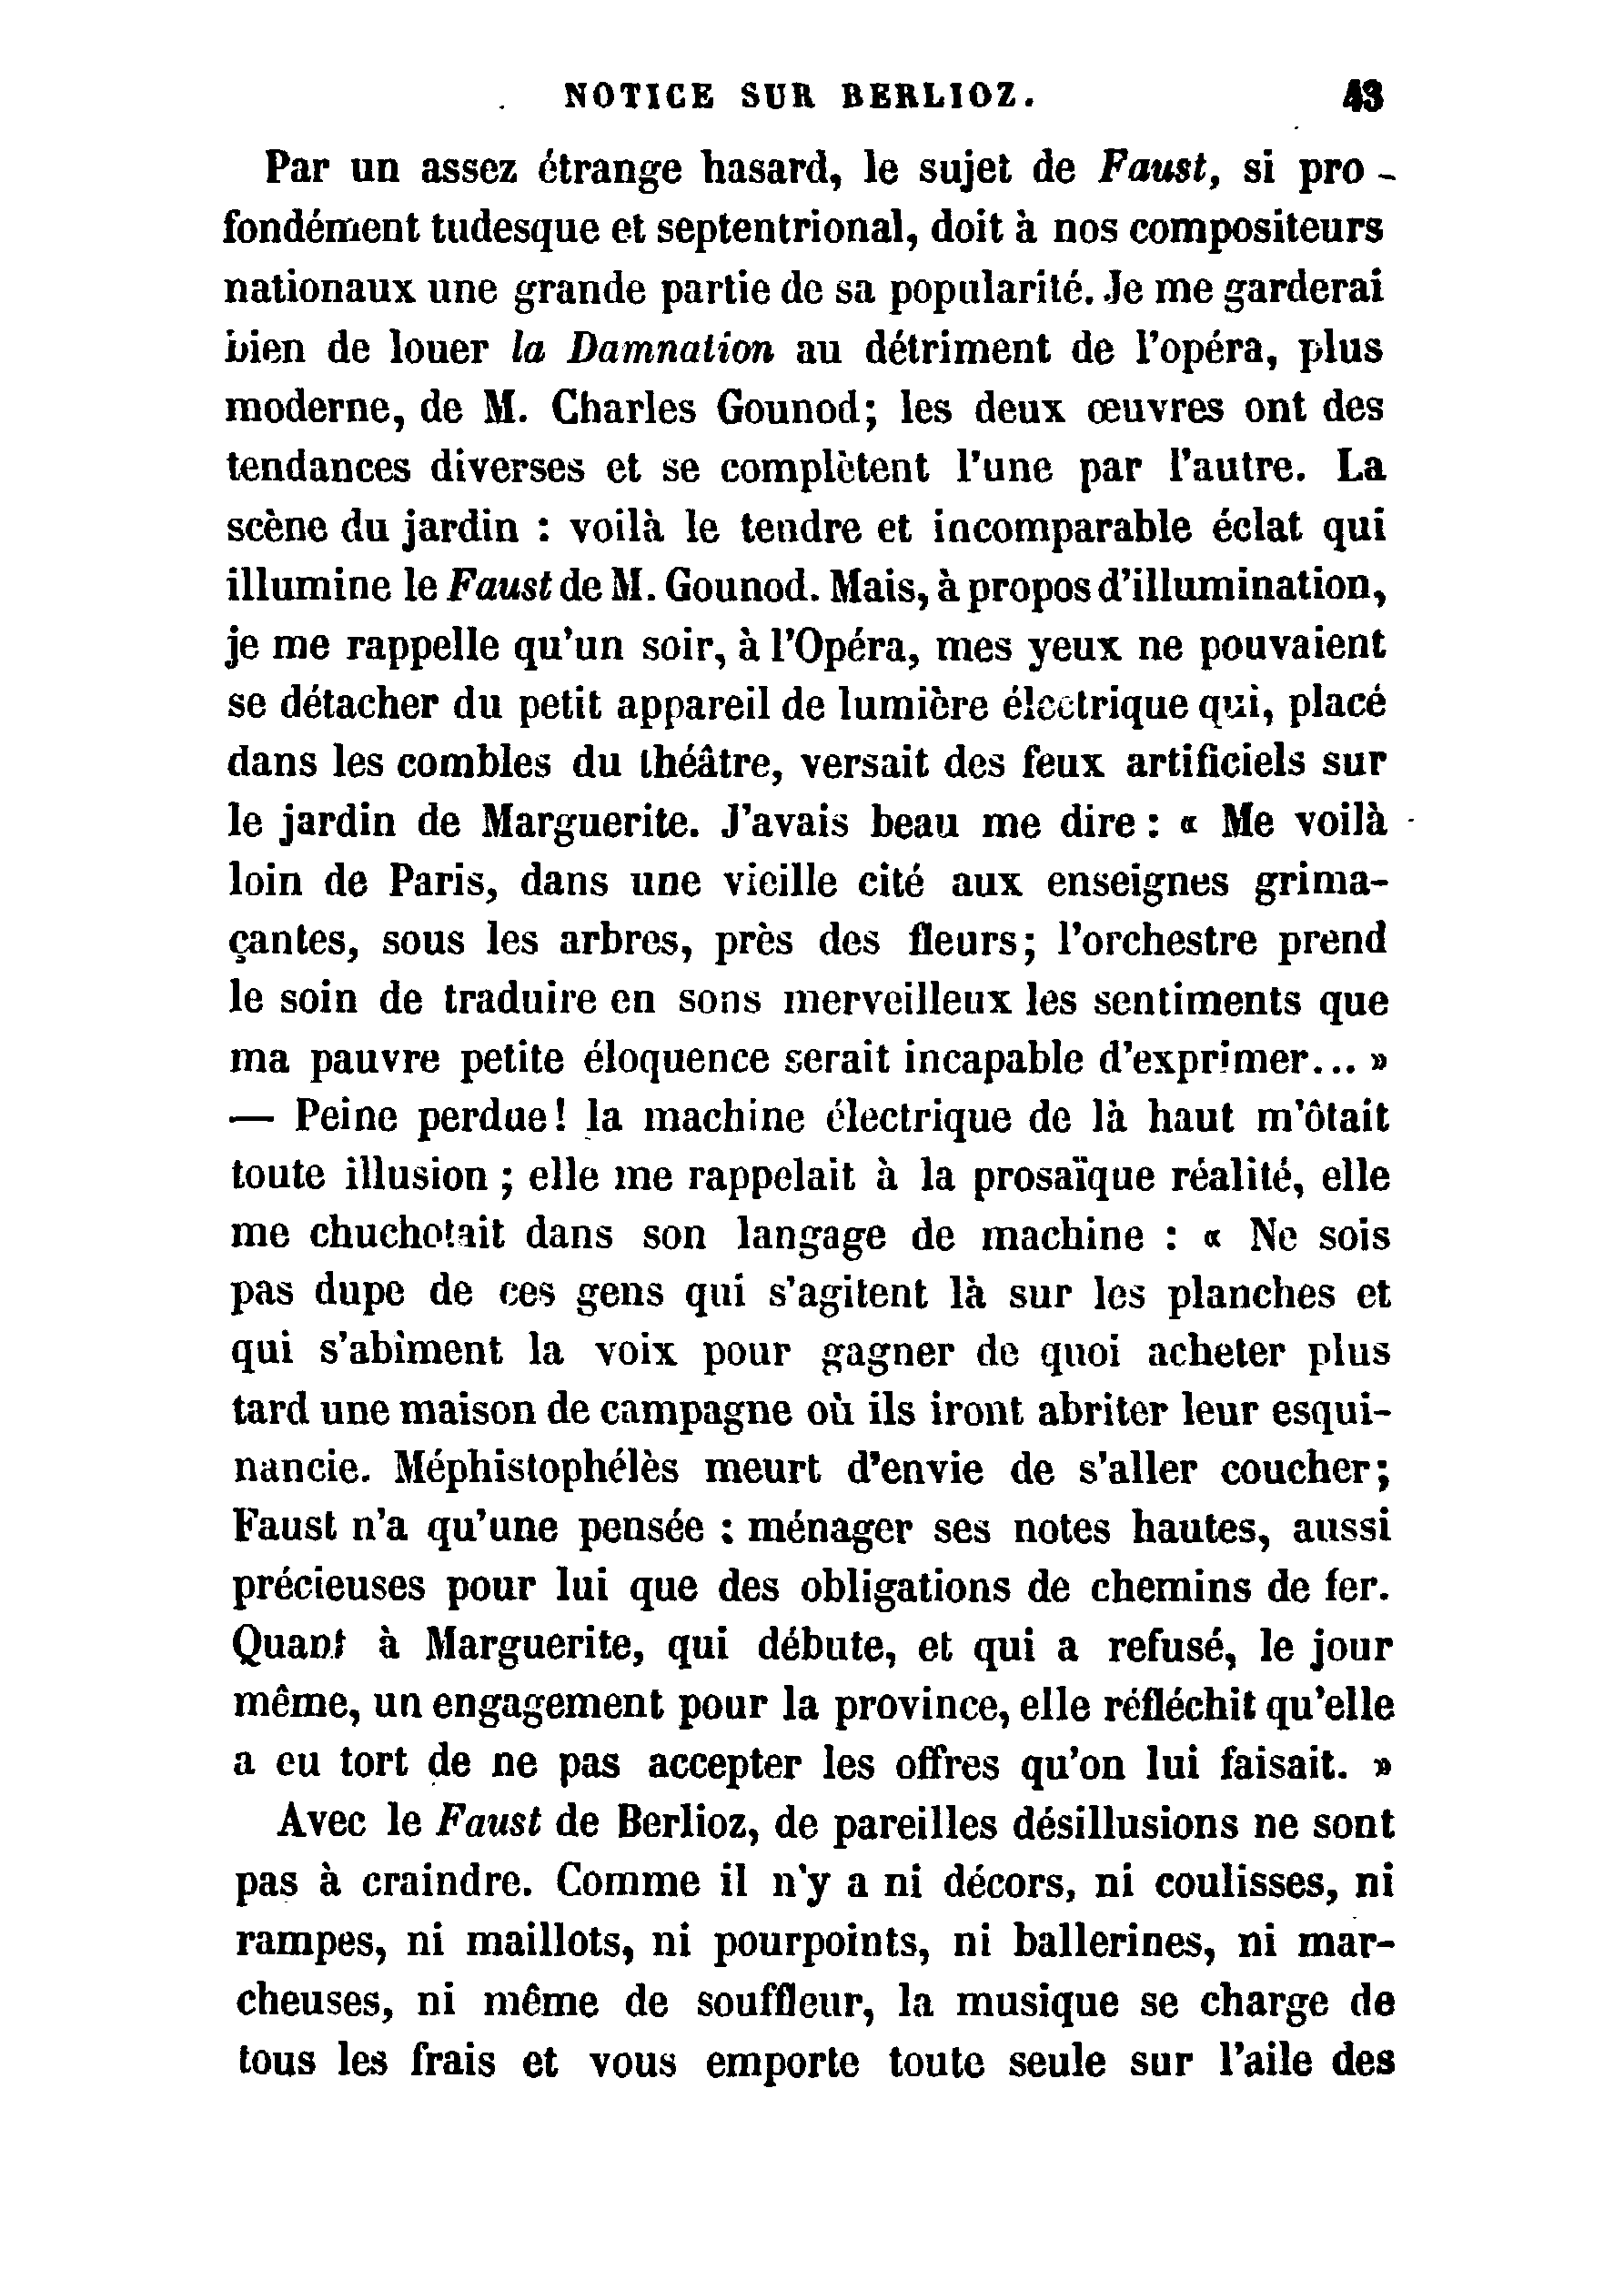 NOTICE SUR BERLIOZ. 43
Par un assez étrange hasard, le sujet de Faust, si pro-
fondément tudesque et septentrional, doit à nos compositeurs
nationaux une grande partie de sa popularité. Je me garderai
bien de louer la Damnation au détriment de l'opéra, plus
moderne, de M. Charles Gounod; les deux œuvres ont des
tendances diverses et se complètent l'une par l'autre. La
scène du jardin : voilà le tendre et incomparable éclat qui
illumine le Faust de M. Gounod. Mais, à propos d'illumination,
je me rappelle qu'un soir, à l'Opéra, mes yeux ne pouvaient
se détacher du petit appareil de lumière électrique qui, placé
dans les combles du théâtre, versait des feux artificiels sur
le jardin de Marguerite. J'avais beau me dire : « Me voilà
loin de Paris, dans une vieille cité aux enseignes grima-
çantes, sous les arbres, près des fleurs; l'orchestre prend
le soin de traduire en sons merveilleux les sentiments que
ma pauvre petite éloquence serait incapable d'exprimer... »
— Peine perdue! la machine électrique de là haut m'ôtait
toute illusion ; elle me rappelait à la prosaïque réalité, elle
me chuchotait dans son langage de machine : « Ne sois
pas dupe de ces gens qui s'agitent là sur les planches et
qui s'abîment la voix pour gagner de quoi acheter plus
tard une maison de campagne où ils iront abriter leur esqui-
nancie. Méphistophélès meurt d'envie de s'aller coucher;
Faust n'a qu'une pensée : ménager ses notes hautes, aussi
précieuses pour lui que des obligations de chemins de fer.
Quant à Marguerite, qui débute, et qui a refusé, le jour
même, un engagement pour la province, elle réfléchit qu'elle
a eu tort de ne pas accepter les offres qu'on lui faisait. »
Avec le Faust de Berlioz, de pareilles désillusions ne sont
pas à craindre. Comme il n'y a ni décors, ni coulisses, ni
rampes, ni maillots, ni pourpoints, ni ballerines, ni mar-
cheuses, ni même de souffleur, la musique se charge de
tous les frais et vous emporte toute seule sur l'aile des